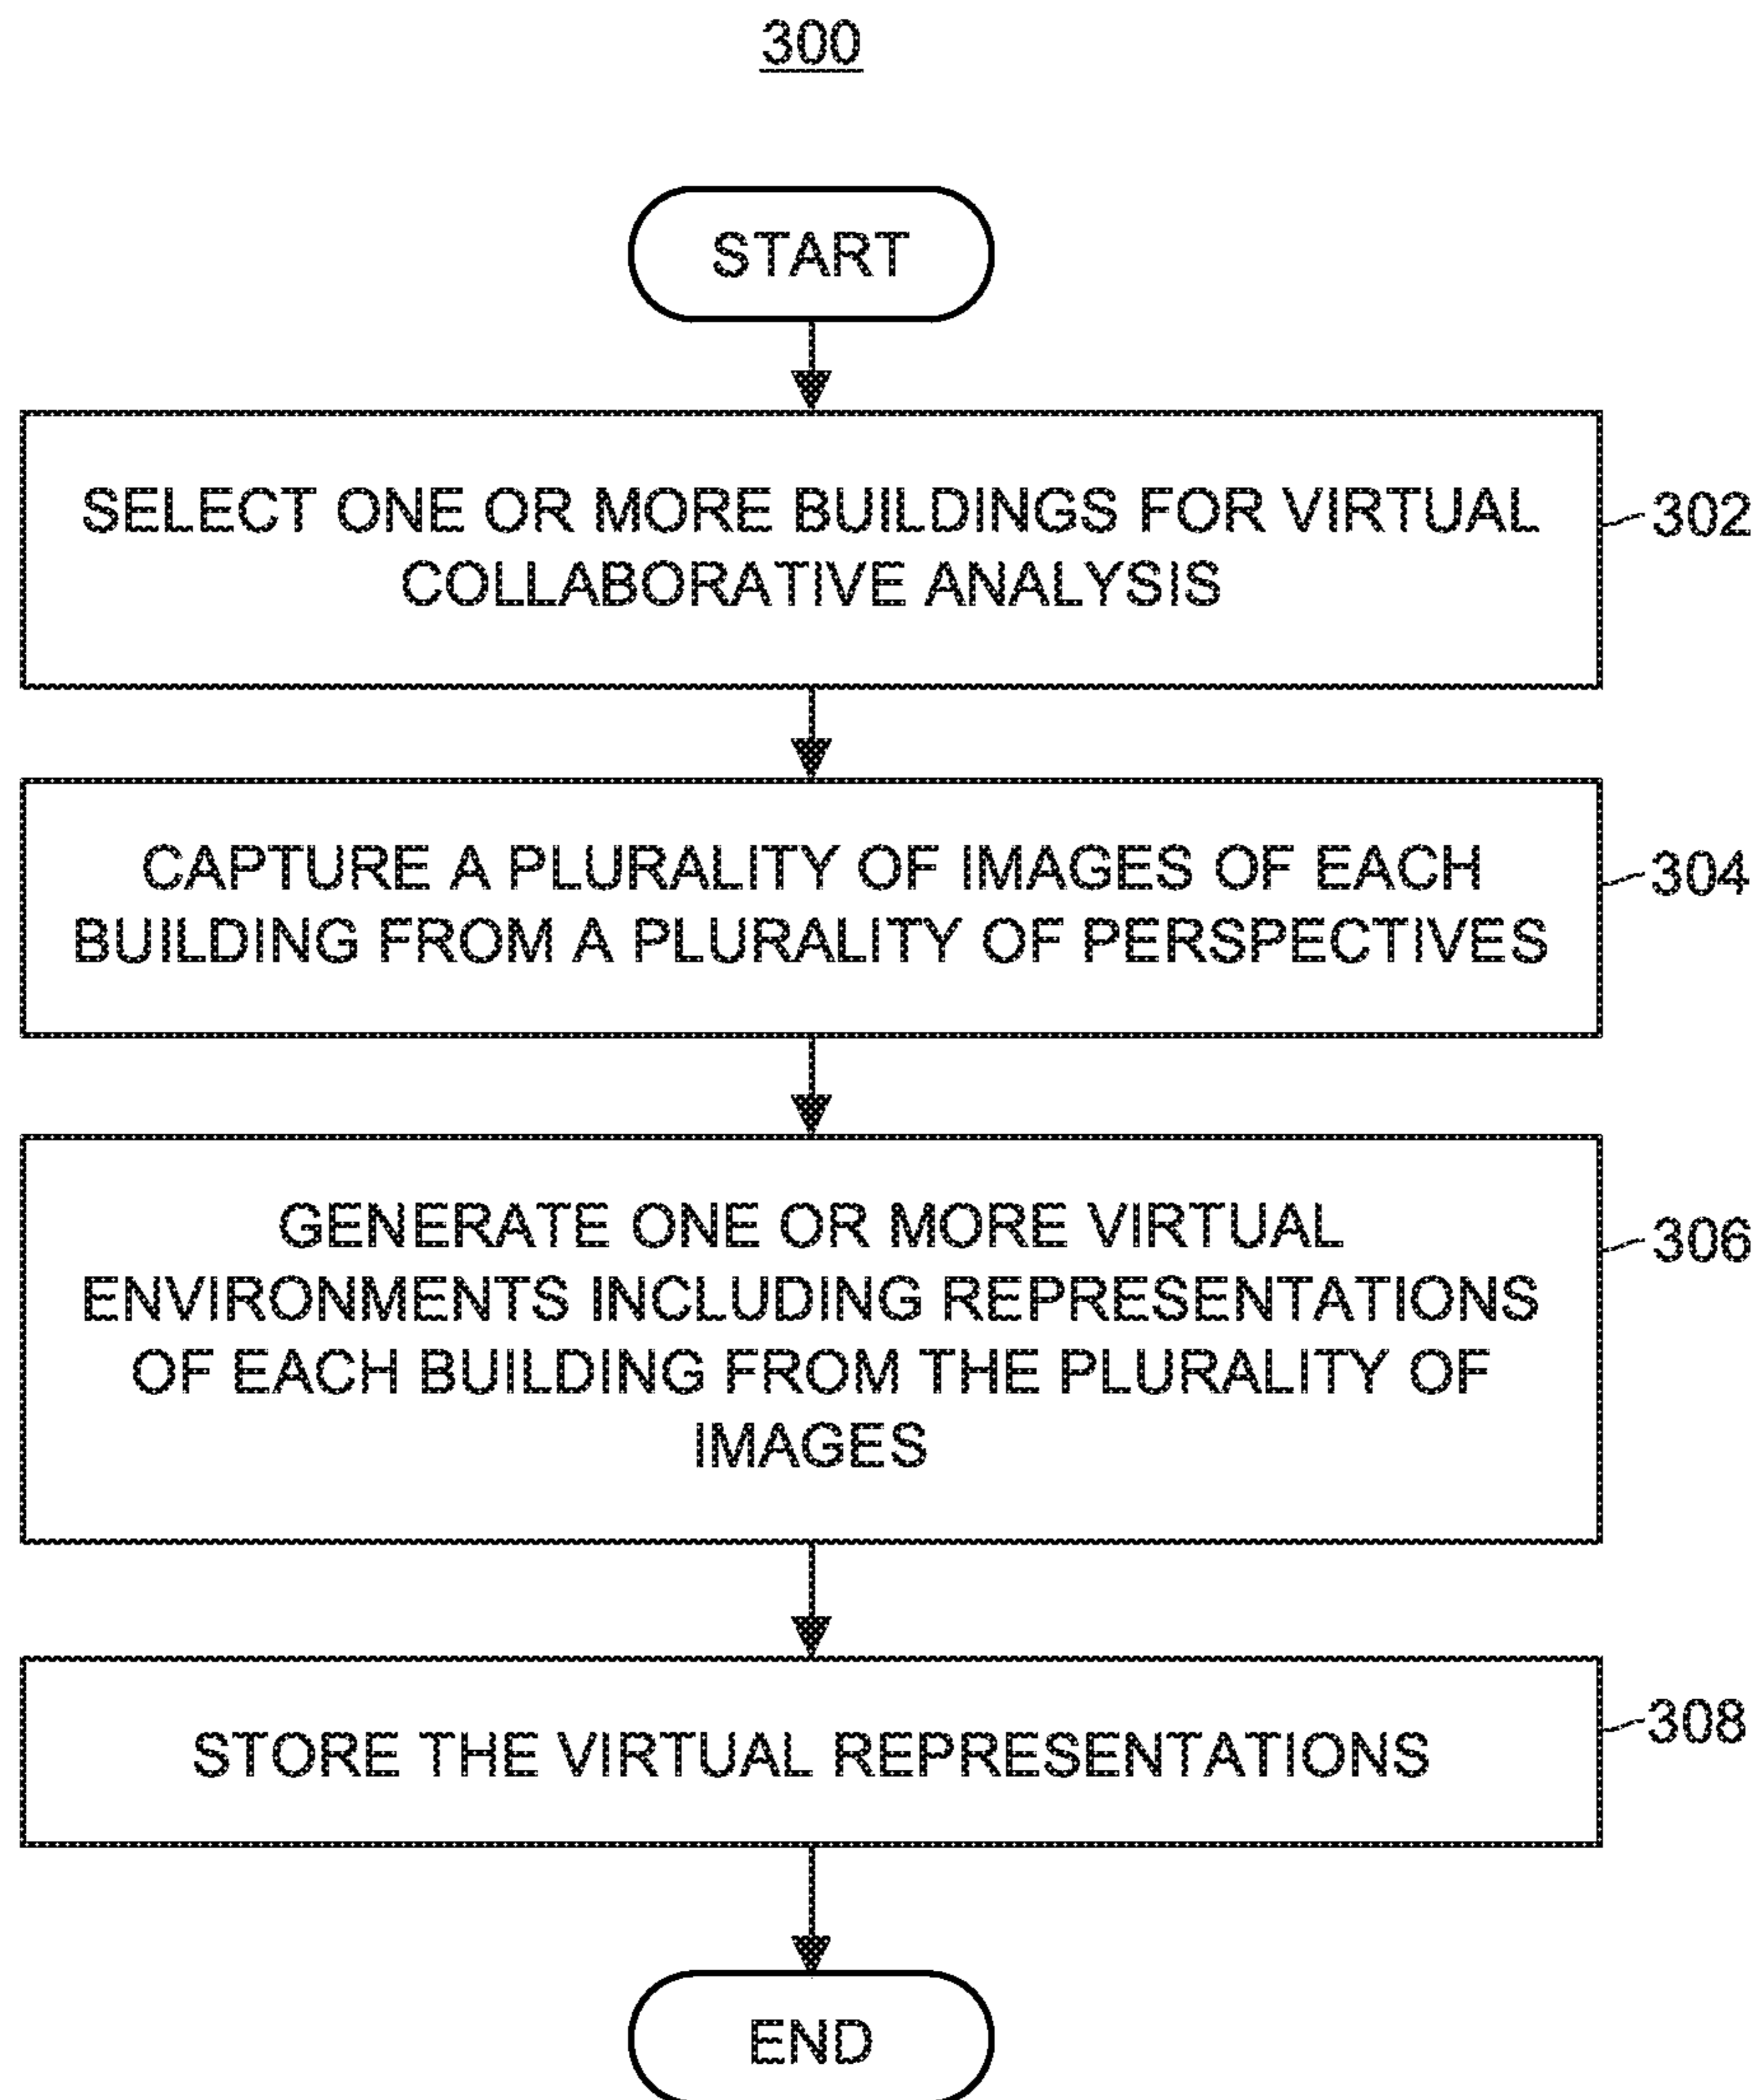 300
START
SELECT ONE OR MORE BUILDINGS FOR VIRTUAL
COLLABORATIVE ANALYSIS
302
CAPTURE A PLURALITY OF IMAGES OF EACH
BUILDING FROM A PLURALITY OF PERSPECTIVES
304
GENERATE ONE OR MORE VIRTUAL
ENVIRONMENTS INCLUDING REPRESENTATIONS
OF EACH BUILDING FROM THE PLURALITY OF
IMAGES
306
STORE THE VIRTUAL REPRESENTATIONS
308
END